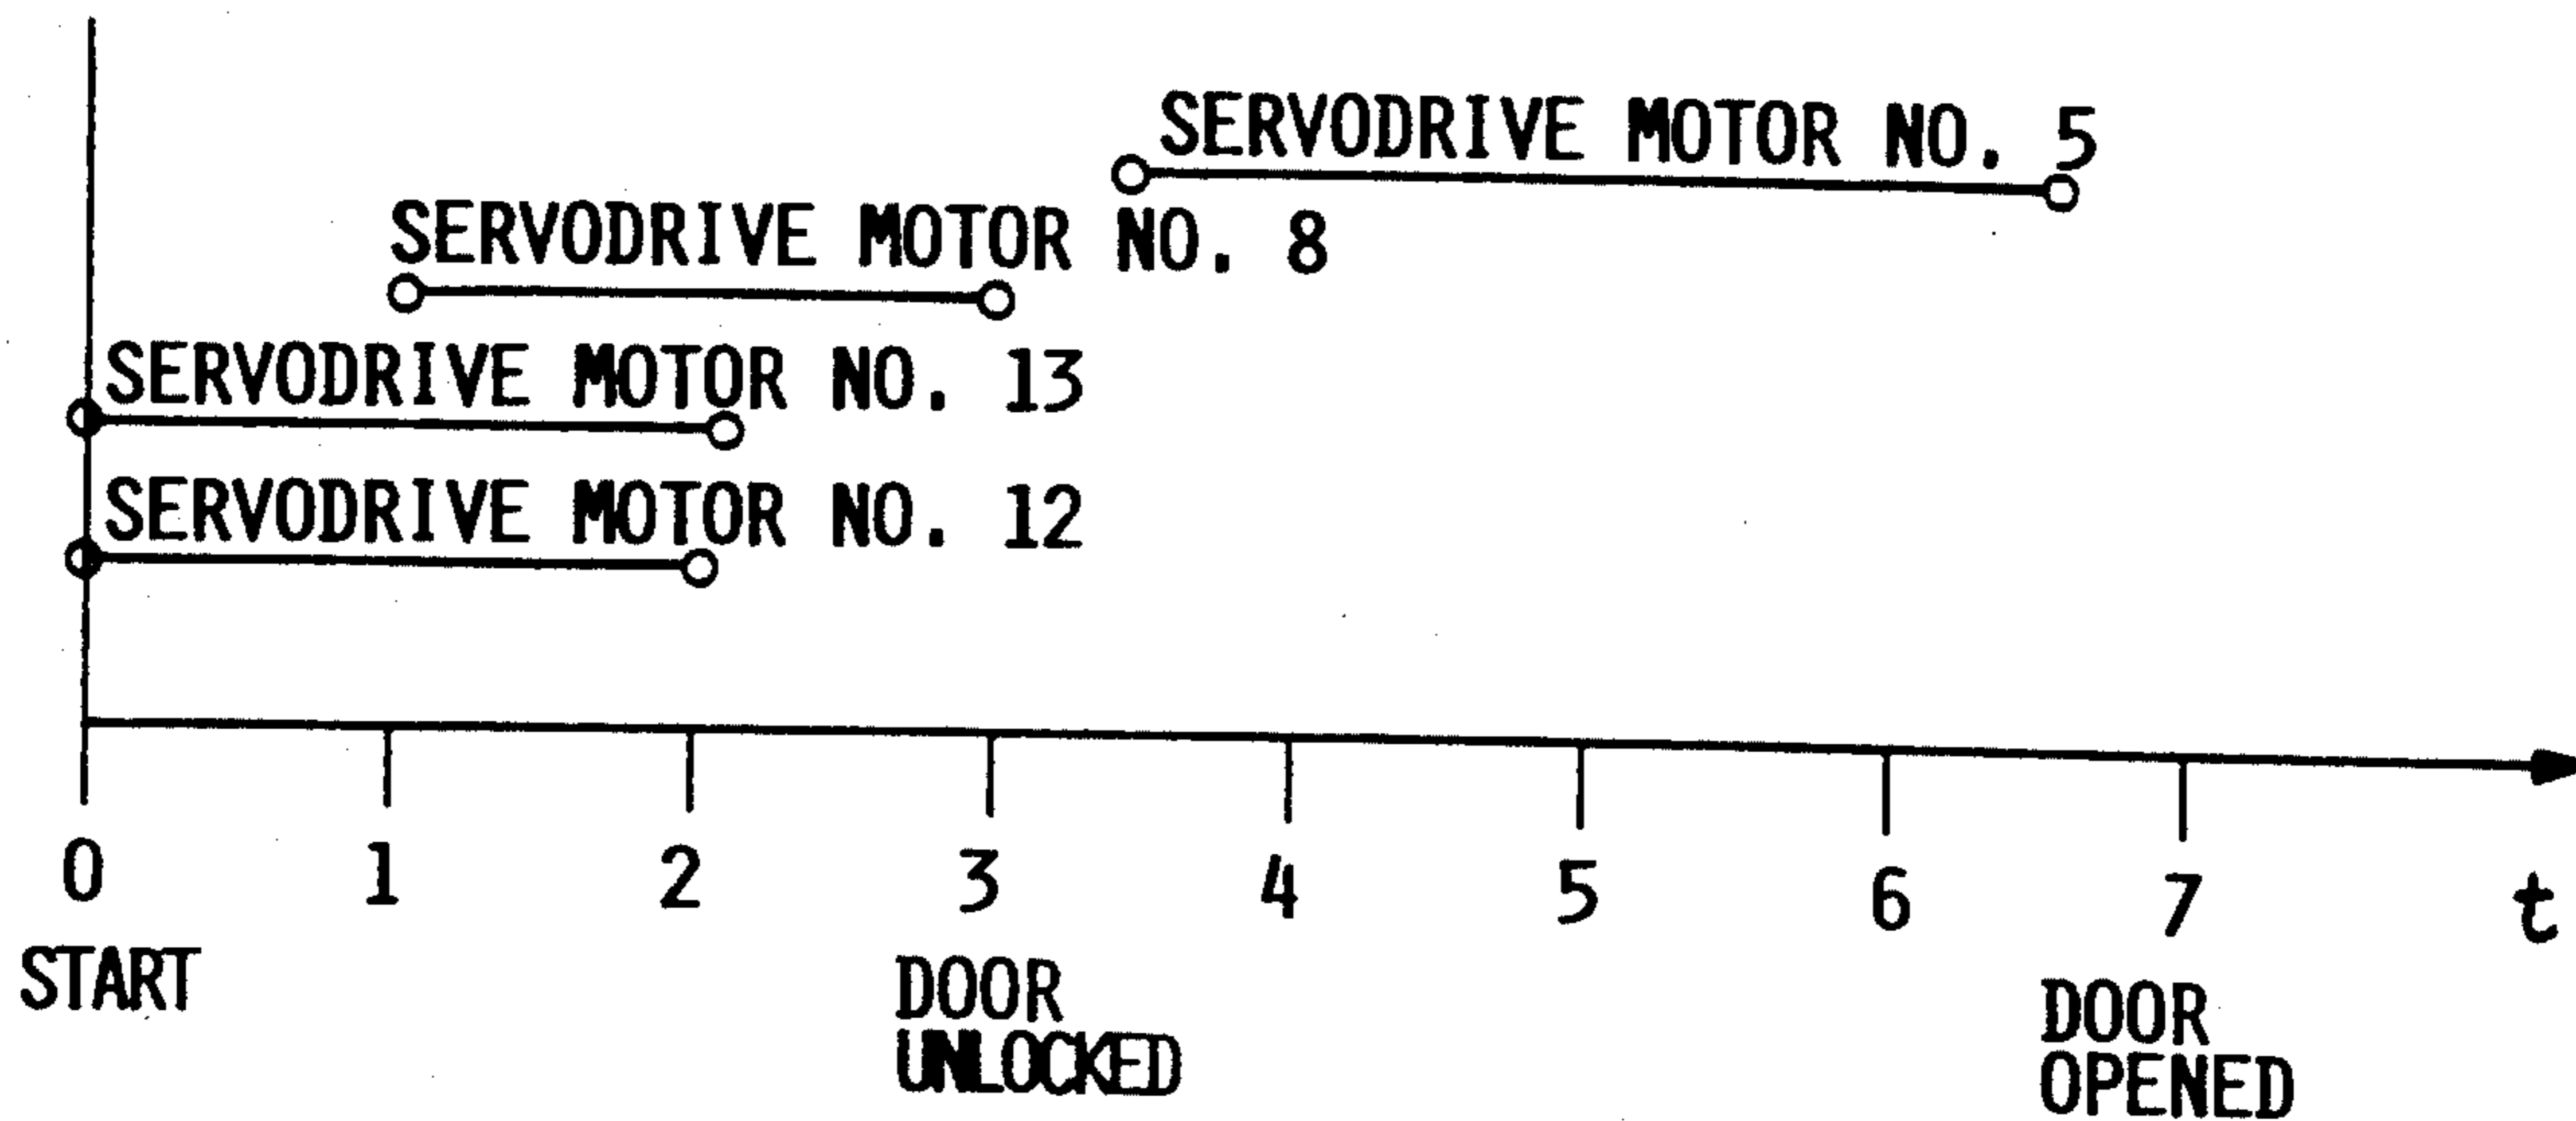 SERVODRIVE MOTOR NO. 5
SERVODRIVE MOTOR NO. 8
SERVODRIVE MOTOR NO. 13
SERVODRIVE MOTOR NO. 12
0 1 2 3 4 5 6 7 t
START
DOOR
UNLOCKED
DOOR
OPENED